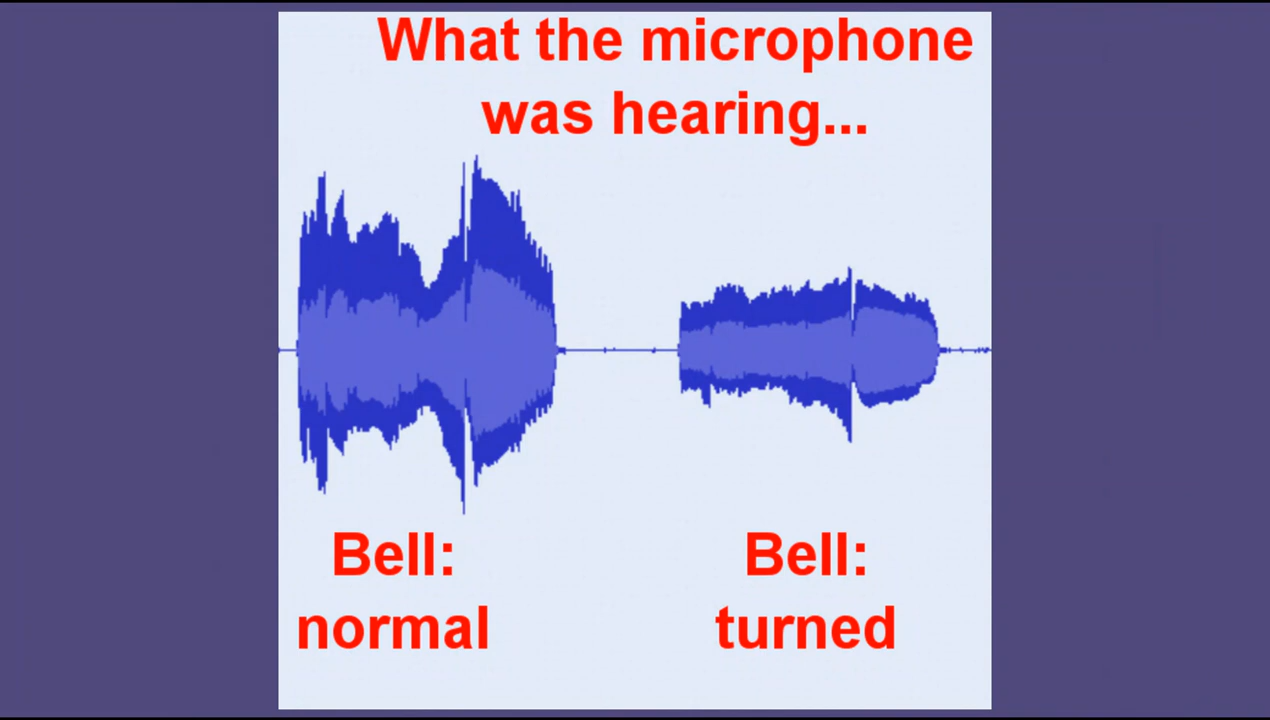 What the microphone
was hearing...
Bell:
normal
Bell:
turned